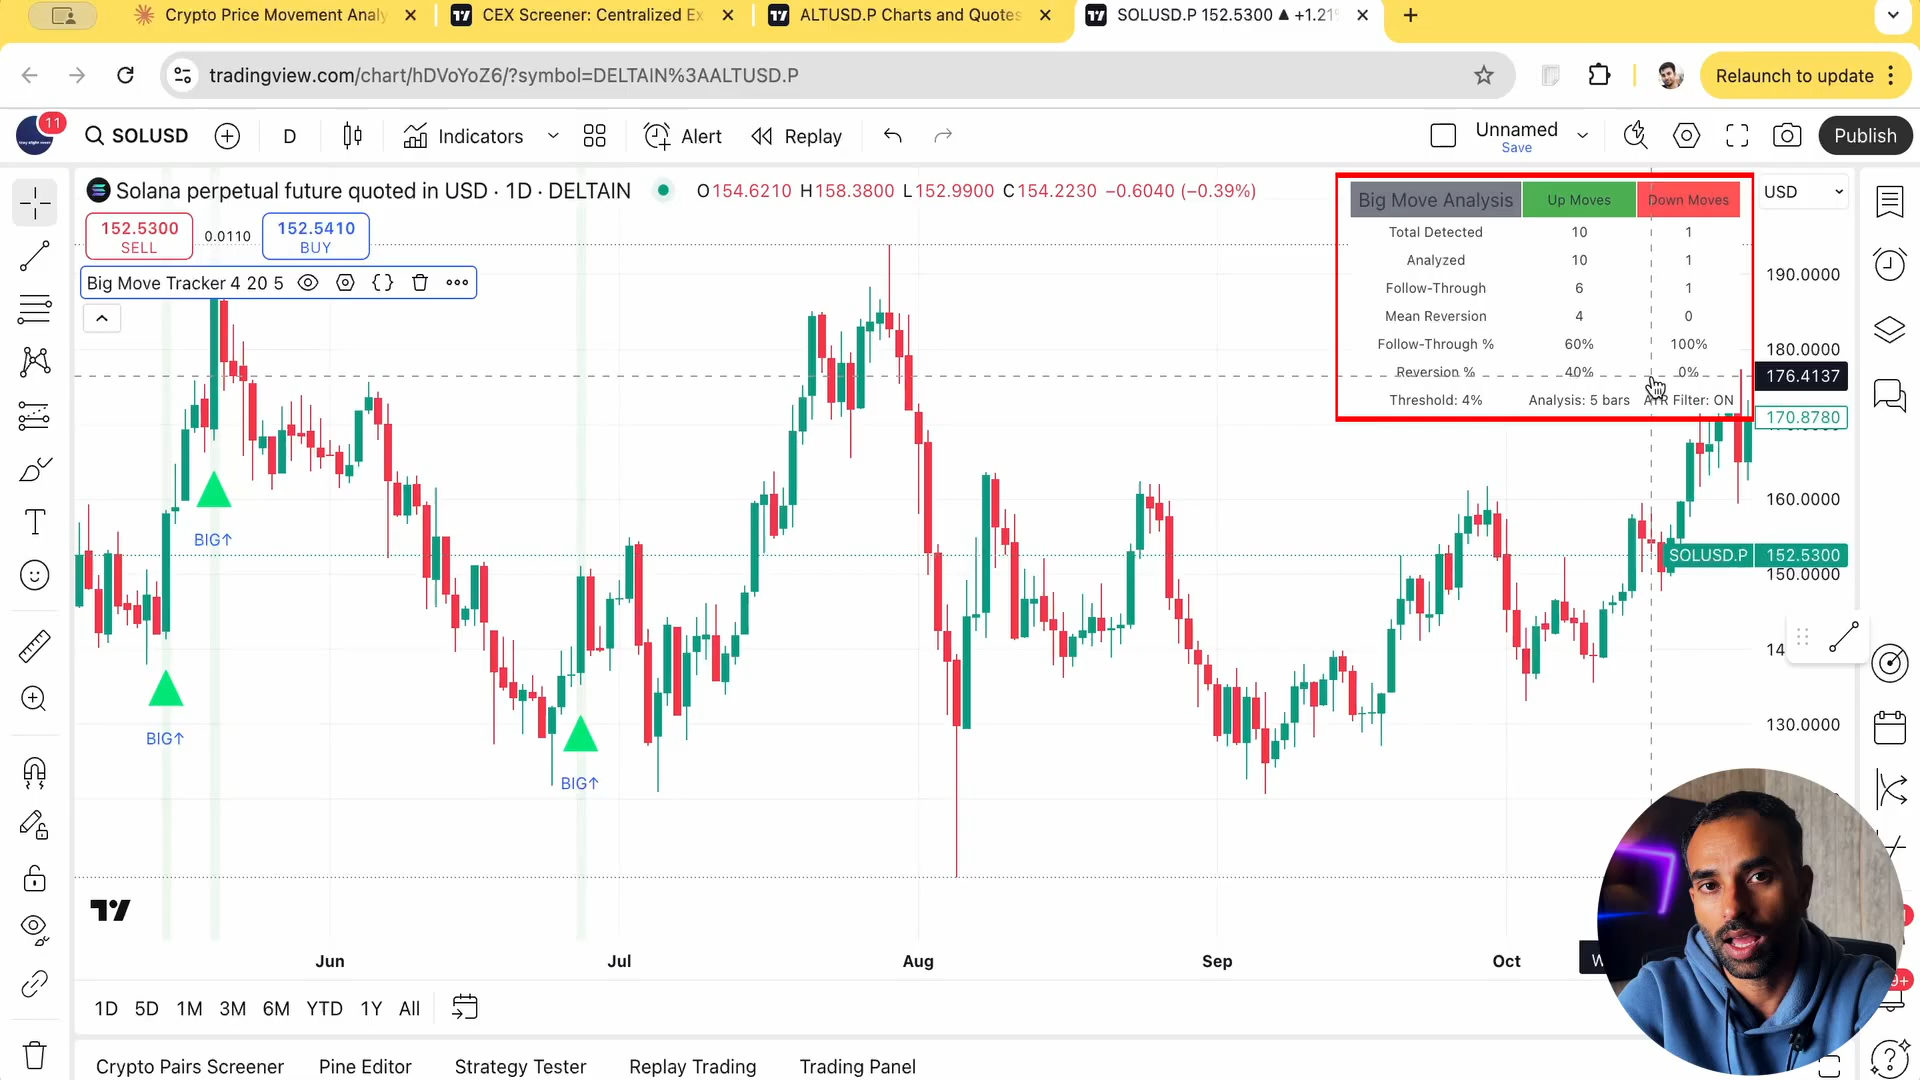 Crypto Price Movement Analy
CEX Screener: Centralized Ex
ALTUSD.P Charts and Quotes
SOLUSD.P 152.5300 ▲ +1.21%
tradingview.com/chart/hDVoYoZ6/?symbol=DELTAIN%3AALTUSD.P
Relaunch to update
11
SOLUSD
D
Indicators
Alert
Replay
Unnamed
Save
Publish
Solana perpetual future quoted in USD · 1D · DELTAIN
O154.6210 H158.3800 L152.9900 C154.2230 −0.6040 (−0.39%)
152.5300
SELL
0.0110
152.5410
BUY
Big Move Tracker 4 20 5
Big Move Analysis Up Moves Down Moves
Total Detected 10 1
Analyzed 10 1
Follow-Through 6 1
Mean Reversion 4 0
Follow-Through % 60% 100%
Reversion % 40% 0%
Threshold: 4% Analysis: 5 bars ATR Filter: ON
USD
190.0000
180.0000
176.4137
170.8780
160.0000
SOLUSD.P 152.5300
150.0000
14
130.0000
BIG↑
BIG↑
BIG↑
Jun Jul Aug Sep Oct W
1D 5D 1M 3M 6M YTD 1Y All
Crypto Pairs Screener Pine Editor Strategy Tester Replay Trading Trading Panel